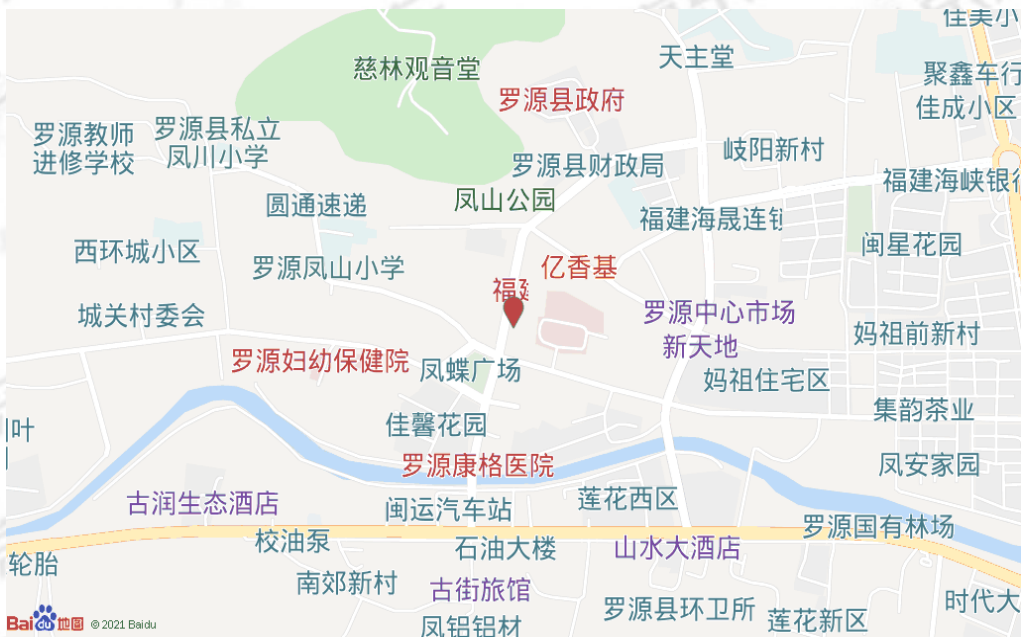 佳美小
慈林观音堂
天主堂
聚鑫车行
罗源县政府
佳成小区
罗源教师
进修学校
罗源县私立
凤川小学
岐阳新村
罗源县财政局
福建海峡银行
凤山公园
圆通速递
福建海晟连锁
西环城小区
闽星花园
罗源凤山小学
亿香基
福建
城关村委会
罗源中心市场
新天地
妈祖前新村
罗源妇幼保健院
凤蝶广场
妈祖住宅区
集韵茶业
叶
佳馨花园
罗源康格医院
凤安家园
古润生态酒店
闽运汽车站
莲花西区
罗源国有林场
校油泵
石油大楼
山水大酒店
轮胎
南郊新村
古街旅馆
罗源县环卫所
莲花新区
时代大
凤铝铝材
Bai du 地图 © 2021 Baidu